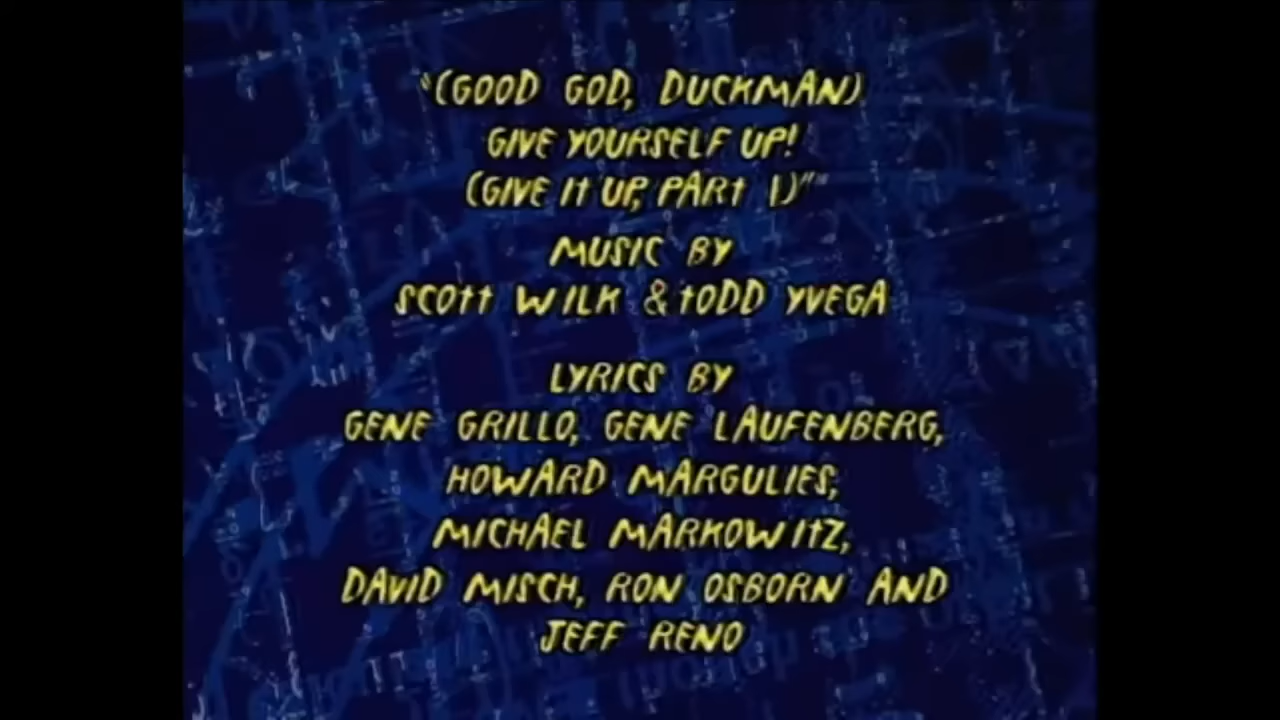 "(GOOD GOD, DUCKMAN)
GIVE YOURSELF UP!
(GIVE IT UP, PART 1)""
MUSIC BY
SCOTT WILK & TODD YVEGA
LYRICS BY
GENE GRILLO, GENE LAUFENBERG,
HOWARD MARGULIES,
MICHAEL MARKOWITZ,
DAVID MISCH, RON OSBORN AND
JEFF RENO